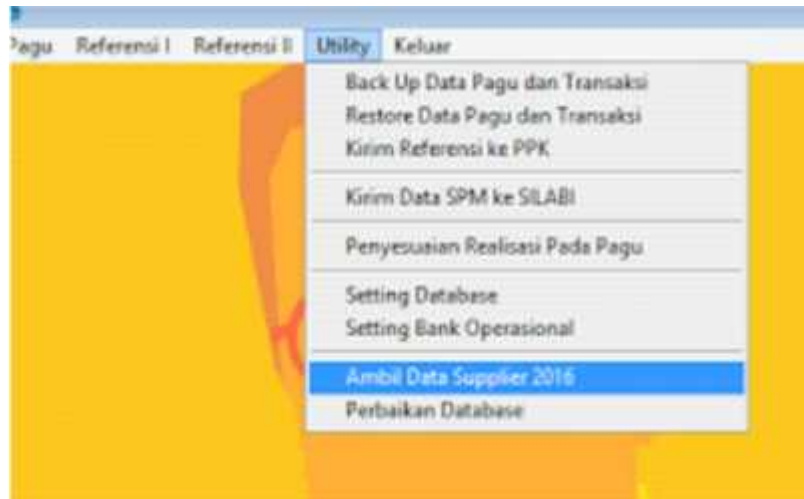 Pagu Referensi I Referensi II Utility Keluar
Back Up Data Pagu dan Transaksi
Restore Data Pagu dan Transaksi
Kirim Referensi ke PPK
Kirim Data SPM ke SILABI
Penyesuaian Realisasi Pada Pagu
Setting Database
Setting Bank Operasional
Ambil Data Supplier 2016
Perbaikan Database